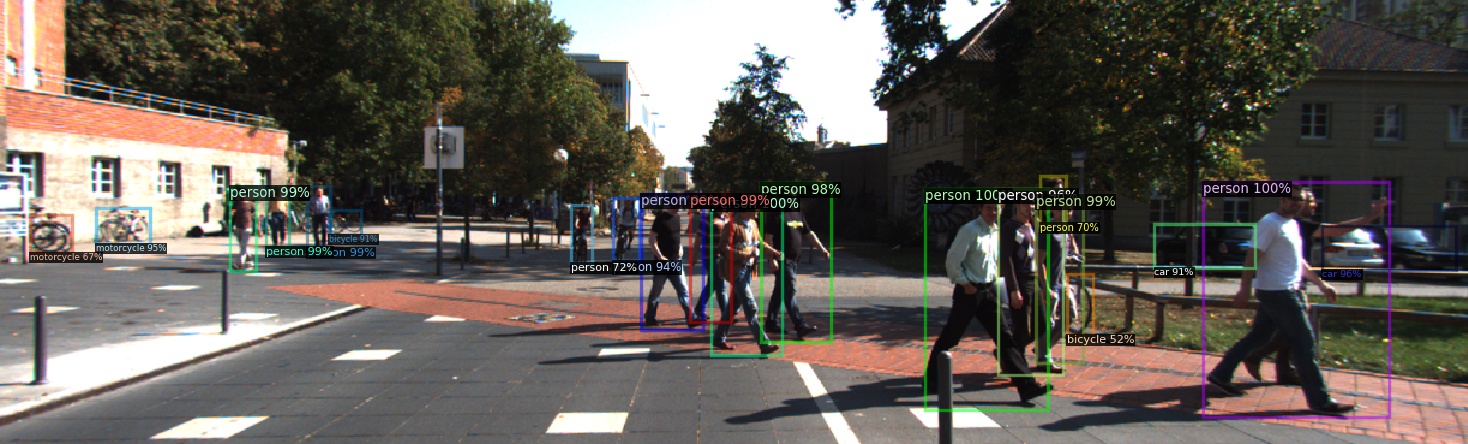 person 99%
motorcycle 67%
motorcycle 95%
person 99%
bicycle 91%
on 99%
person 72%
on 94%
person
person 99%
person 98%
00%
person 100
person 96%
person 99%
person 70%
bicycle 52%
car 91%
person 100%
car 96%